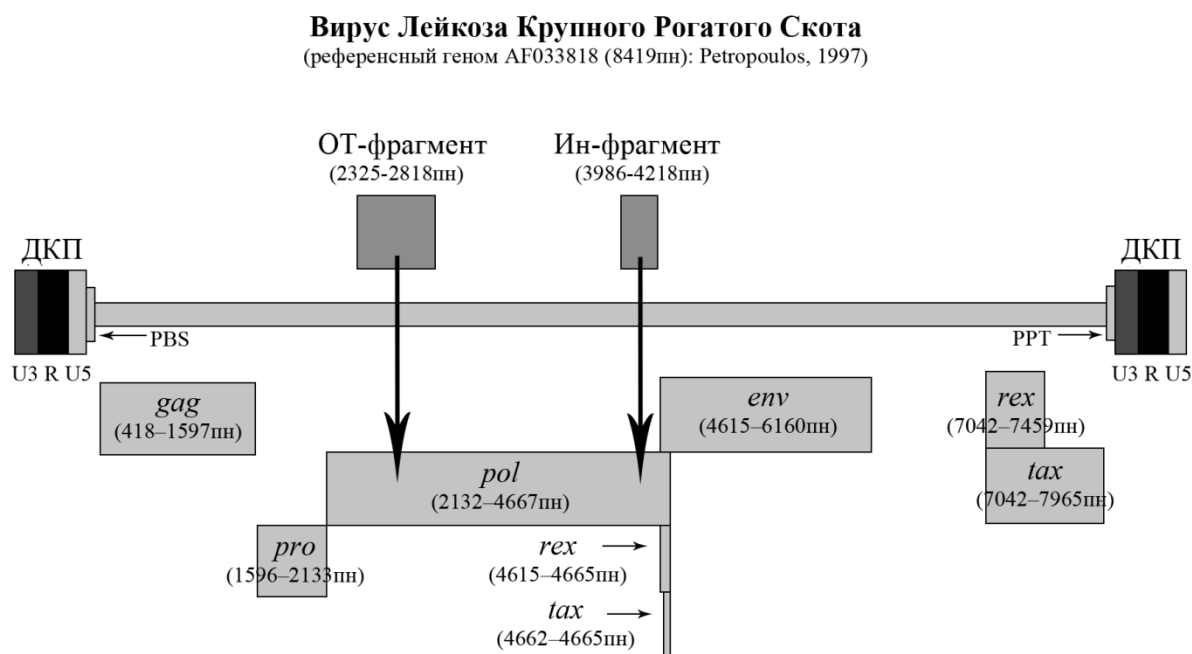 Вирус Лейкоза Крупного Рогатого Скота
(референсный геном AF033818 (8419пн): Petropoulos, 1997)
ОТ-фрагмент
(2325-2818пн)
Ин-фрагмент
(3986-4218пн)
ДКП
ДКП
PBS
PPT
U3 R U5
U3 R U5
gag
(418–1597пн)
env
(4615–6160пн)
rex
(7042–7459пн)
pol
(2132–4667пн)
tax
(7042–7965пн)
pro
(1596–2133пн)
rex
(4615–4665пн)
tax
(4662–4665пн)